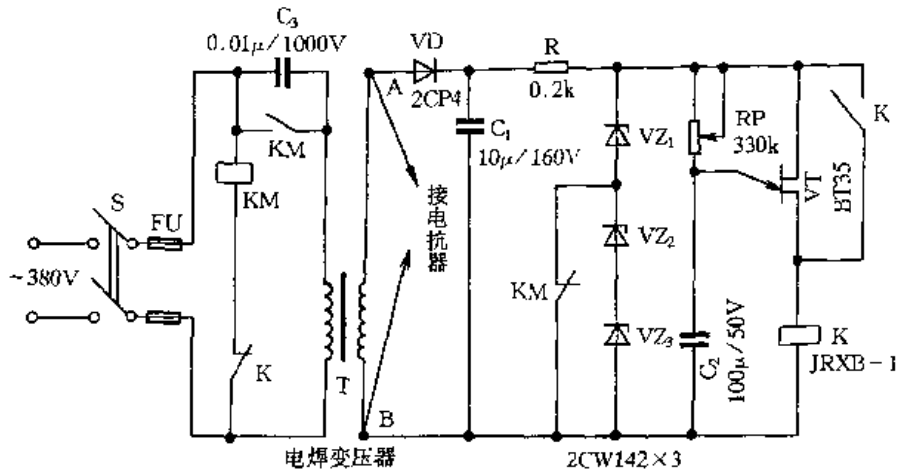 C₃
0.01μ/1000V
VD
A
2CP4
R
0.2k
K
KM
C₁
10μ/160V
VZ₁
RP
330k
VT
BT35
S
FU
KM
接电抗器
~380V
VZ₂
KM
VZ₃
K
T
C₂
100μ/50V
K
JRXB-1
B
电焊变压器
2CW142×3